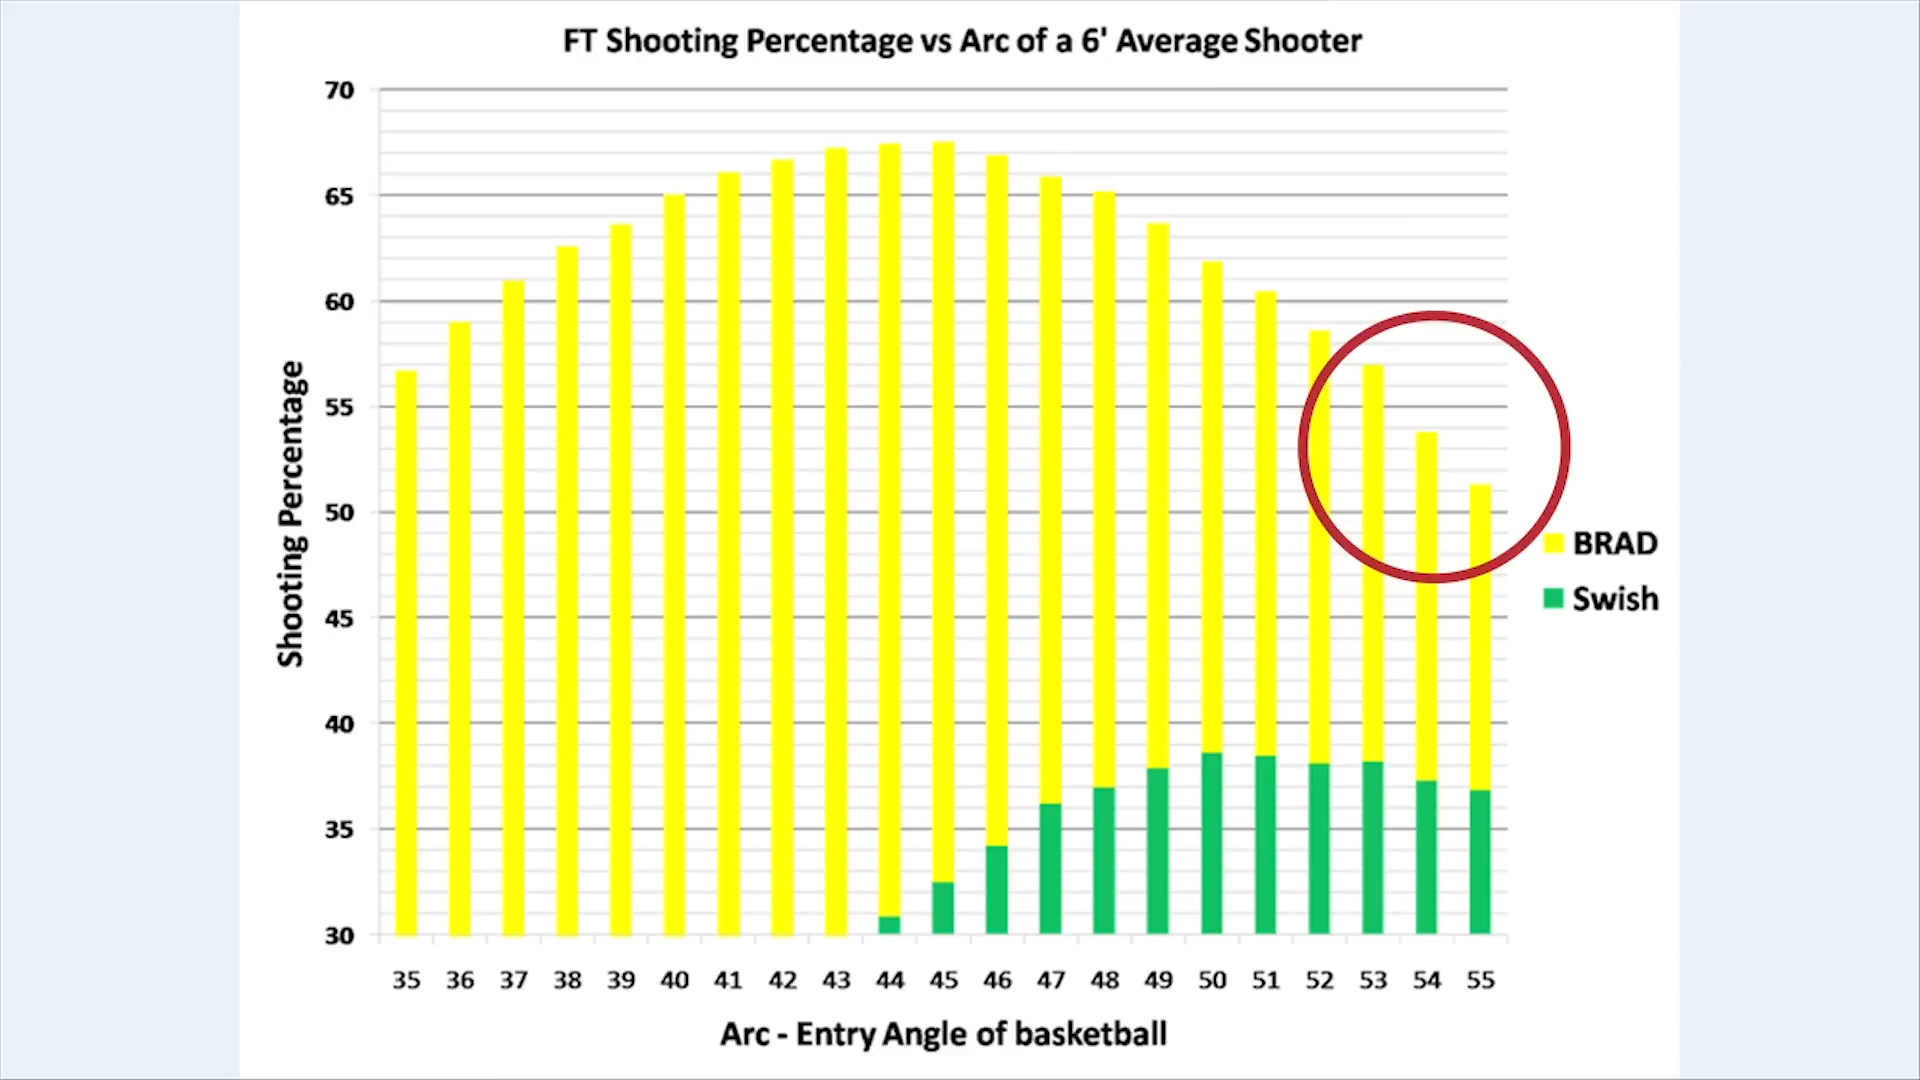 FT Shooting Percentage vs Arc of a 6' Average Shooter
70
65
60
55
50
45
40
35
30
Shooting Percentage
35 36 37 38 39 40 41 42 43 44 45 46 47 48 49 50 51 52 53 54 55
Arc - Entry Angle of basketball
BRAD
Swish